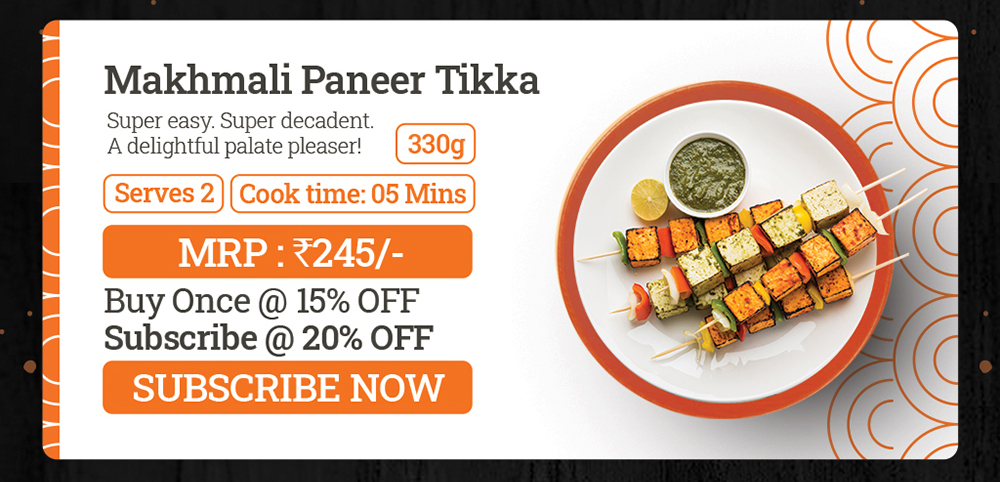 Makhmali Paneer Tikka
Super easy. Super decadent.
A delightful palate pleaser!
330g
Serves 2
Cook time: 05 Mins
MRP : ₹245/-
Buy Once @ 15% OFF
Subscribe @ 20% OFF
SUBSCRIBE NOW